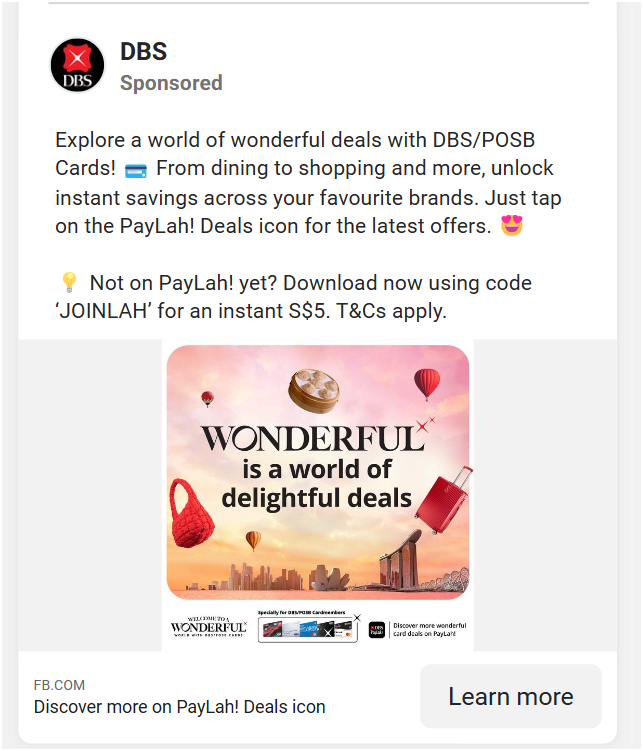 DBS
DBS
Sponsored
Explore a world of wonderful deals with DBS/POSB
Cards! 💳 From dining to shopping and more, unlock
instant savings across your favourite brands. Just tap
on the PayLah! Deals icon for the latest offers. 😍
💡 Not on PayLah! yet? Download now using code
‘JOINLAH’ for an instant S$5. T&Cs apply.
WONDERFUL
is a world of
delightful deals
WELCOME TO A
WONDERFUL
WORLD WITH DBS/POSB CARDS
Specially for DBS/POSB Cardmembers
DBS
PayLah!
Discover more wonderful
card deals on PayLah!
FB.COM
Discover more on PayLah! Deals icon
Learn more